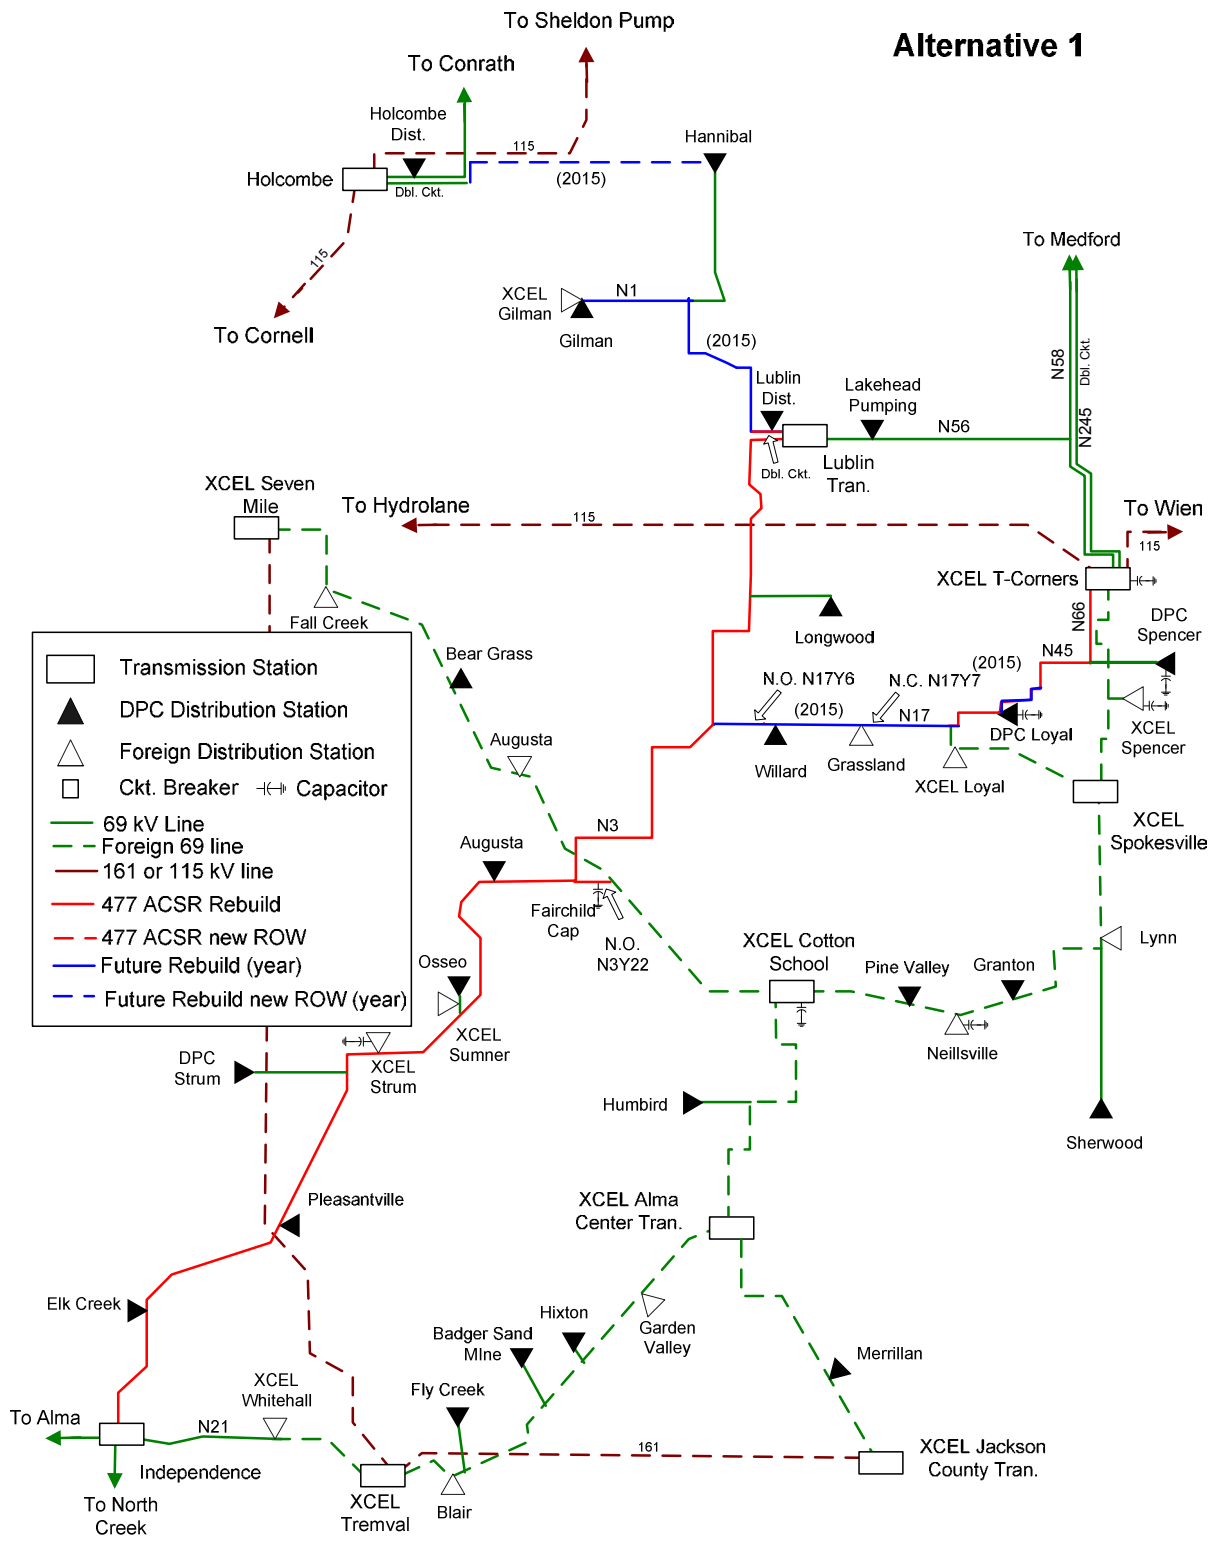 To Sheldon Pump
Alternative 1
To Conrath
Holcombe
Dist.
115
Hannibal
Holcombe
Dbl. Ckt.
(2015)
To Medford
115
XCEL
Gilman
N1
To Cornell
Gilman
(2015)
N58
Dbl. Ckt.
N245
Lublin
Dist.
Lakehead
Pumping
N56
Dbl. Ckt.
Lublin
Tran.
XCEL Seven
Mile
To Hydrolane
115
To Wien
115
XCEL T-Corners
Fall Creek
Longwood
N66
DPC
Spencer
N45
(2015)
Bear Grass
N.O. N17Y6
N.C. N17Y7
(2015)
N17
DPC Loyal
XCEL
Spencer
Augusta
Willard
Grassland
XCEL Loyal
XCEL
Spokesville
Transmission Station
DPC Distribution Station
Foreign Distribution Station
Ckt. Breaker
Capacitor
69 kV Line
Foreign 69 line
161 or 115 kV line
477 ACSR Rebuild
477 ACSR new ROW
Future Rebuild (year)
Future Rebuild new ROW (year)
N3
Augusta
Fairchild
Cap
N.O.
N3Y22
XCEL Cotton
School
Lynn
Osseo
Pine Valley
Granton
XCEL
Sumner
Neillsville
DPC
Strum
XCEL
Strum
Humbird
Sherwood
Pleasantville
XCEL Alma
Center Tran.
Elk Creek
Hixton
Garden
Valley
Badger Sand
MIne
Merrillan
XCEL
Whitehall
Fly Creek
To Alma
N21
161
XCEL Jackson
County Tran.
Independence
To North
Creek
XCEL
Tremval
Blair